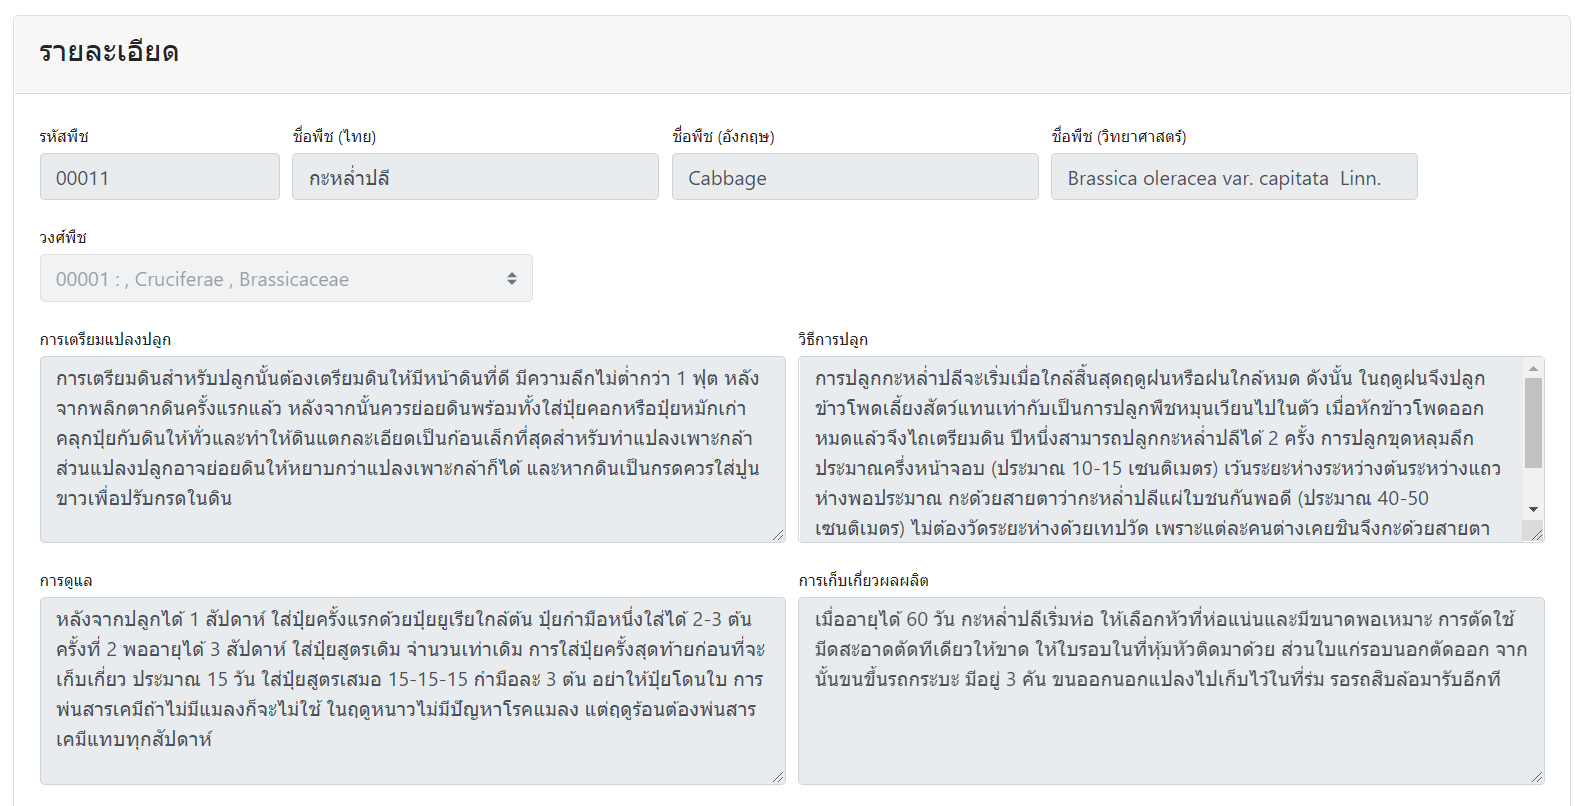 รายละเอียด
รหัสพืช
00011
ชื่อพืช (ไทย)
กะหล่ำปลี
ชื่อพืช (อังกฤษ)
Cabbage
ชื่อพืช (วิทยาศาสตร์)
Brassica oleracea var. capitata  Linn.
วงศ์พืช
00001 : , Cruciferae , Brassicaceae
การเตรียมแปลงปลูก
การเตรียมดินสำหรับปลูกนั้นต้องเตรียมดินให้มีหน้าดินที่ดี มีความลึกไม่ต่ำกว่า 1 ฟุต หลัง
จากพลิกตากดินครั้งแรกแล้ว หลังจากนั้นควรย่อยดินพร้อมทั้งใส่ปุ๋ยคอกหรือปุ๋ยหมักเก่า
คลุกปุ๋ยกับดินให้ทั่วและทำให้ดินแตกละเอียดเป็นก้อนเล็กที่สุดสำหรับทำแปลงเพาะกล้า
ส่วนแปลงปลูกอาจย่อยดินให้หยาบกว่าแปลงเพาะกล้าก็ได้ และหากดินเป็นกรดควรใส่ปูน
ขาวเพื่อปรับกรดในดิน
วิธีการปลูก
การปลูกกะหล่ำปลีจะเริ่มเมื่อใกล้สิ้นสุดฤดูฝนหรือฝนใกล้หมด ดังนั้น ในฤดูฝนจึงปลูก
ข้าวโพดเลี้ยงสัตว์แทนเท่ากับเป็นการปลูกพืชหมุนเวียนไปในตัว เมื่อหักข้าวโพดออก
หมดแล้วจึงไถเตรียมดิน ปีหนึ่งสามารถปลูกกะหล่ำปลีได้ 2 ครั้ง การปลูกขุดหลุมลึก
ประมาณครึ่งหน้าจอบ (ประมาณ 10-15 เซนติเมตร) เว้นระยะห่างระหว่างต้นระหว่างแถว
ห่างพอประมาณ กะด้วยสายตาว่ากะหล่ำปลีแผ่ใบชนกันพอดี (ประมาณ 40-50
เซนติเมตร) ไม่ต้องวัดระยะห่างด้วยเทปวัด เพราะแต่ละคนต่างเคยชินจึงกะด้วยสายตา
การดูแล
หลังจากปลูกได้ 1 สัปดาห์ ใส่ปุ๋ยครั้งแรกด้วยปุ๋ยยูเรียใกล้ต้น ปุ๋ยกำมือหนึ่งใส่ได้ 2-3 ต้น
ครั้งที่ 2 พออายุได้ 3 สัปดาห์ ใส่ปุ๋ยสูตรเดิม จำนวนเท่าเดิม การใส่ปุ๋ยครั้งสุดท้ายก่อนที่จะ
เก็บเกี่ยว ประมาณ 15 วัน ใส่ปุ๋ยสูตรเสมอ 15-15-15 กำมือละ 3 ต้น อย่าให้ปุ๋ยโดนใบ การ
พ่นสารเคมีถ้าไม่มีแมลงก็จะไม่ใช้ ในฤดูหนาวไม่มีปัญหาโรคแมลง แต่ฤดูร้อนต้องพ่นสาร
เคมีแทบทุกสัปดาห์
การเก็บเกี่ยวผลผลิต
เมื่ออายุได้ 60 วัน กะหล่ำปลีเริ่มห่อ ให้เลือกหัวที่ห่อแน่นและมีขนาดพอเหมาะ การตัดใช้
มีดสะอาดตัดทีเดียวให้ขาด ให้ใบรอบในที่หุ้มหัวติดมาด้วย ส่วนใบแก่รอบนอกตัดออก จาก
นั้นขนขึ้นรถกระบะ มีอยู่ 3 คัน ขนออกนอกแปลงไปเก็บไว้ในที่ร่ม รอรถสิบล้อมารับอีกที